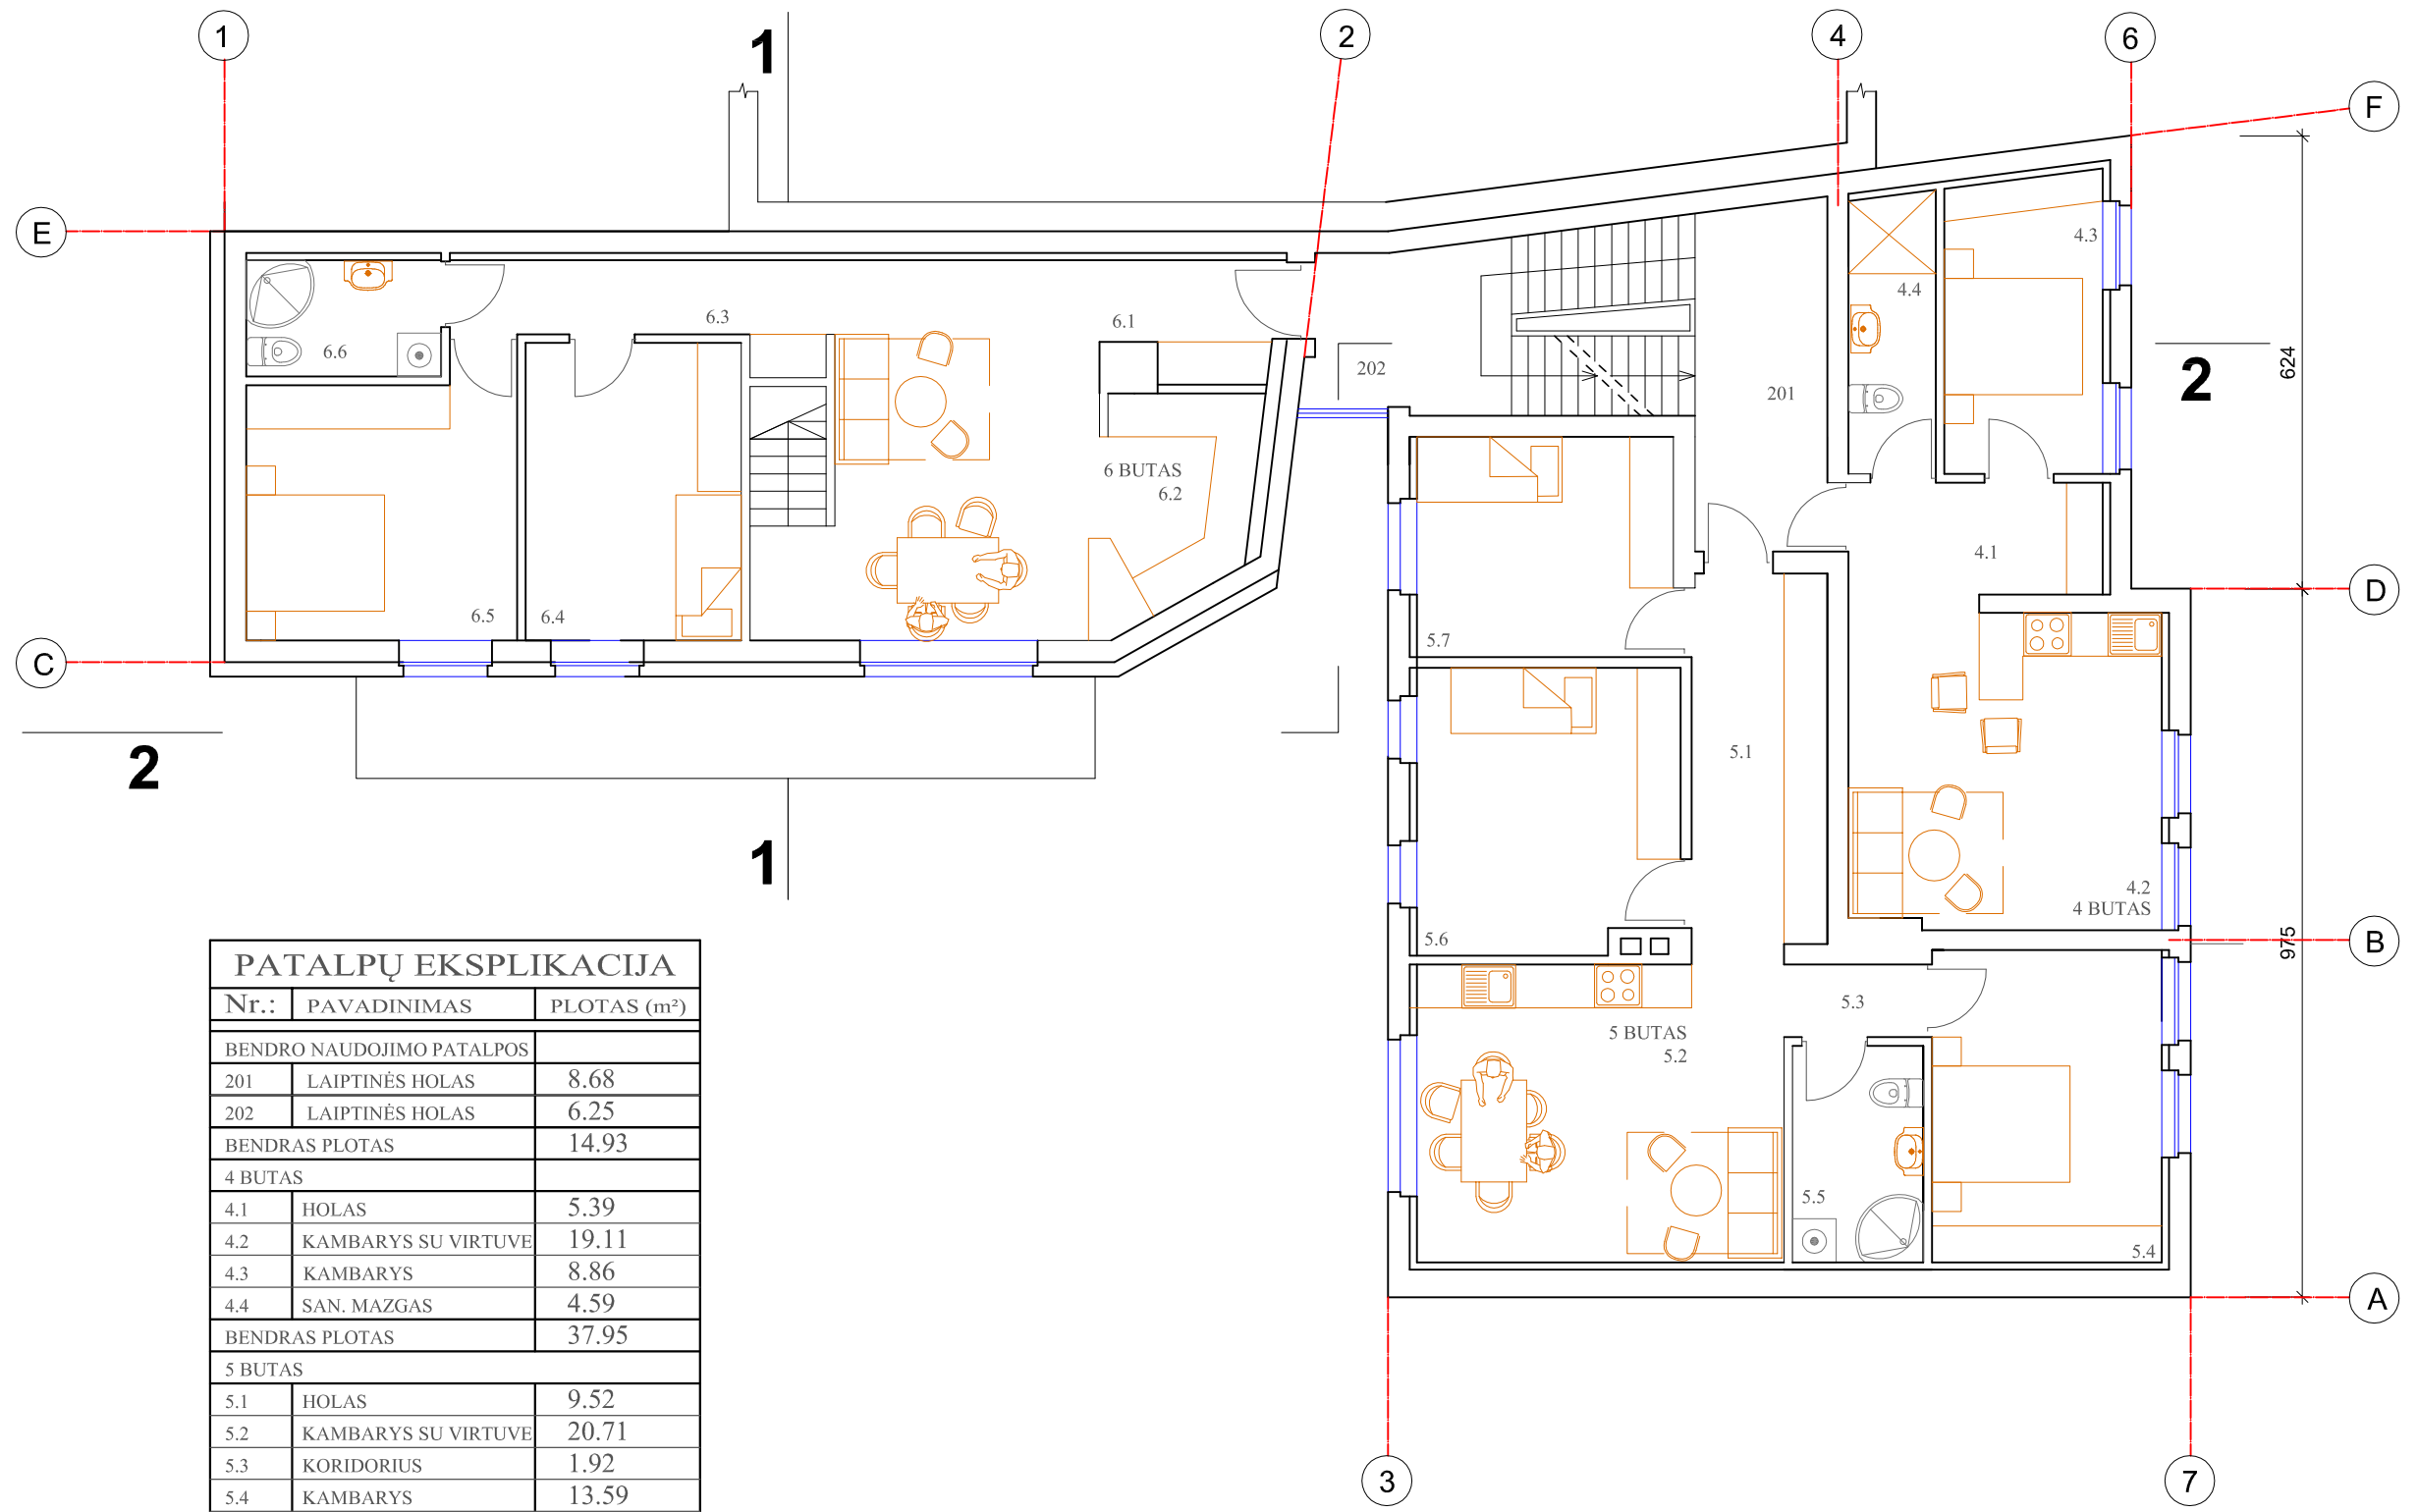 1
1
2
4
6
F
E
6.3
6.1
6.6
202
201
4.3
4.4
2
624
6 BUTAS
6.2
4.1
6.5
6.4
5.7
D
C
2
5.1
1
4.2
4 BUTAS
5.6
B
975
5.3
5 BUTAS
5.2
5.5
5.4
A
3
7
PATALPŲ EKSPLIKACIJA
Nr.: PAVADINIMAS PLOTAS (m²)
BENDRO NAUDOJIMO PATALPOS
201 LAIPTINĖS HOLAS 8.68
202 LAIPTINĖS HOLAS 6.25
BENDRAS PLOTAS 14.93
4 BUTAS
4.1 HOLAS 5.39
4.2 KAMBARYS SU VIRTUVE 19.11
4.3 KAMBARYS 8.86
4.4 SAN. MAZGAS 4.59
BENDRAS PLOTAS 37.95
5 BUTAS
5.1 HOLAS 9.52
5.2 KAMBARYS SU VIRTUVE 20.71
5.3 KORIDORIUS 1.92
5.4 KAMBARYS 13.59